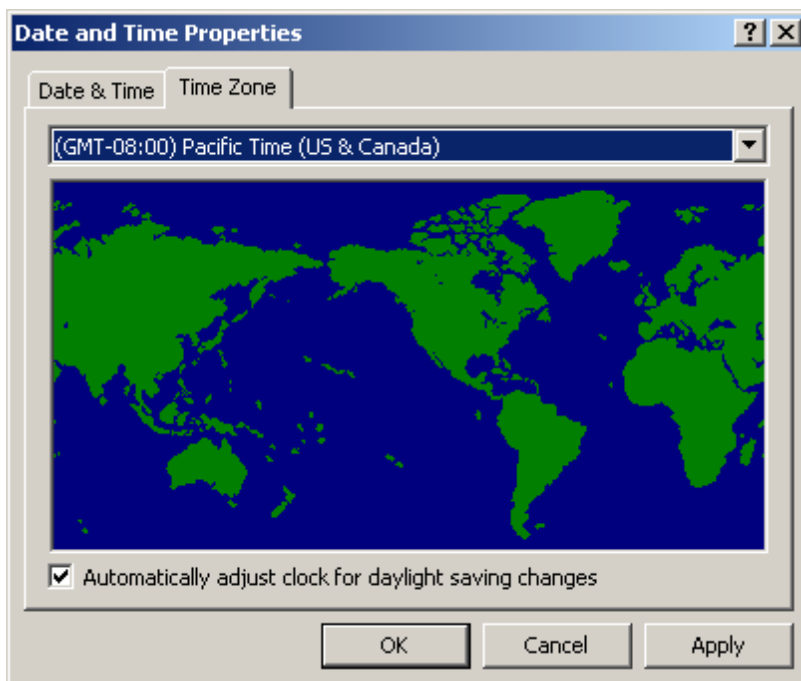 Date and Time Properties
Date & Time
Time Zone
(GMT-08:00) Pacific Time (US & Canada)
Automatically adjust clock for daylight saving changes
OK
Cancel
Apply